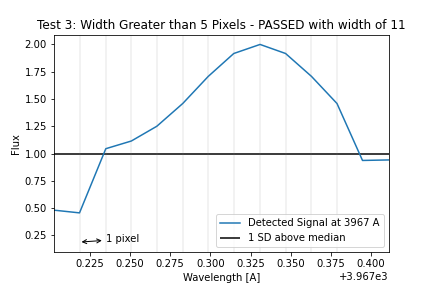 Test 3: Width Greater than 5 Pixels - PASSED with width of 11
2.00
1.75
1.50
1.25
1.00
0.75
0.50
0.25
Flux
1 pixel
Detected Signal at 3967 A
1 SD above median
0.225 0.250 0.275 0.300 0.325 0.350 0.375 0.400
Wavelength [A]
+3.967e3